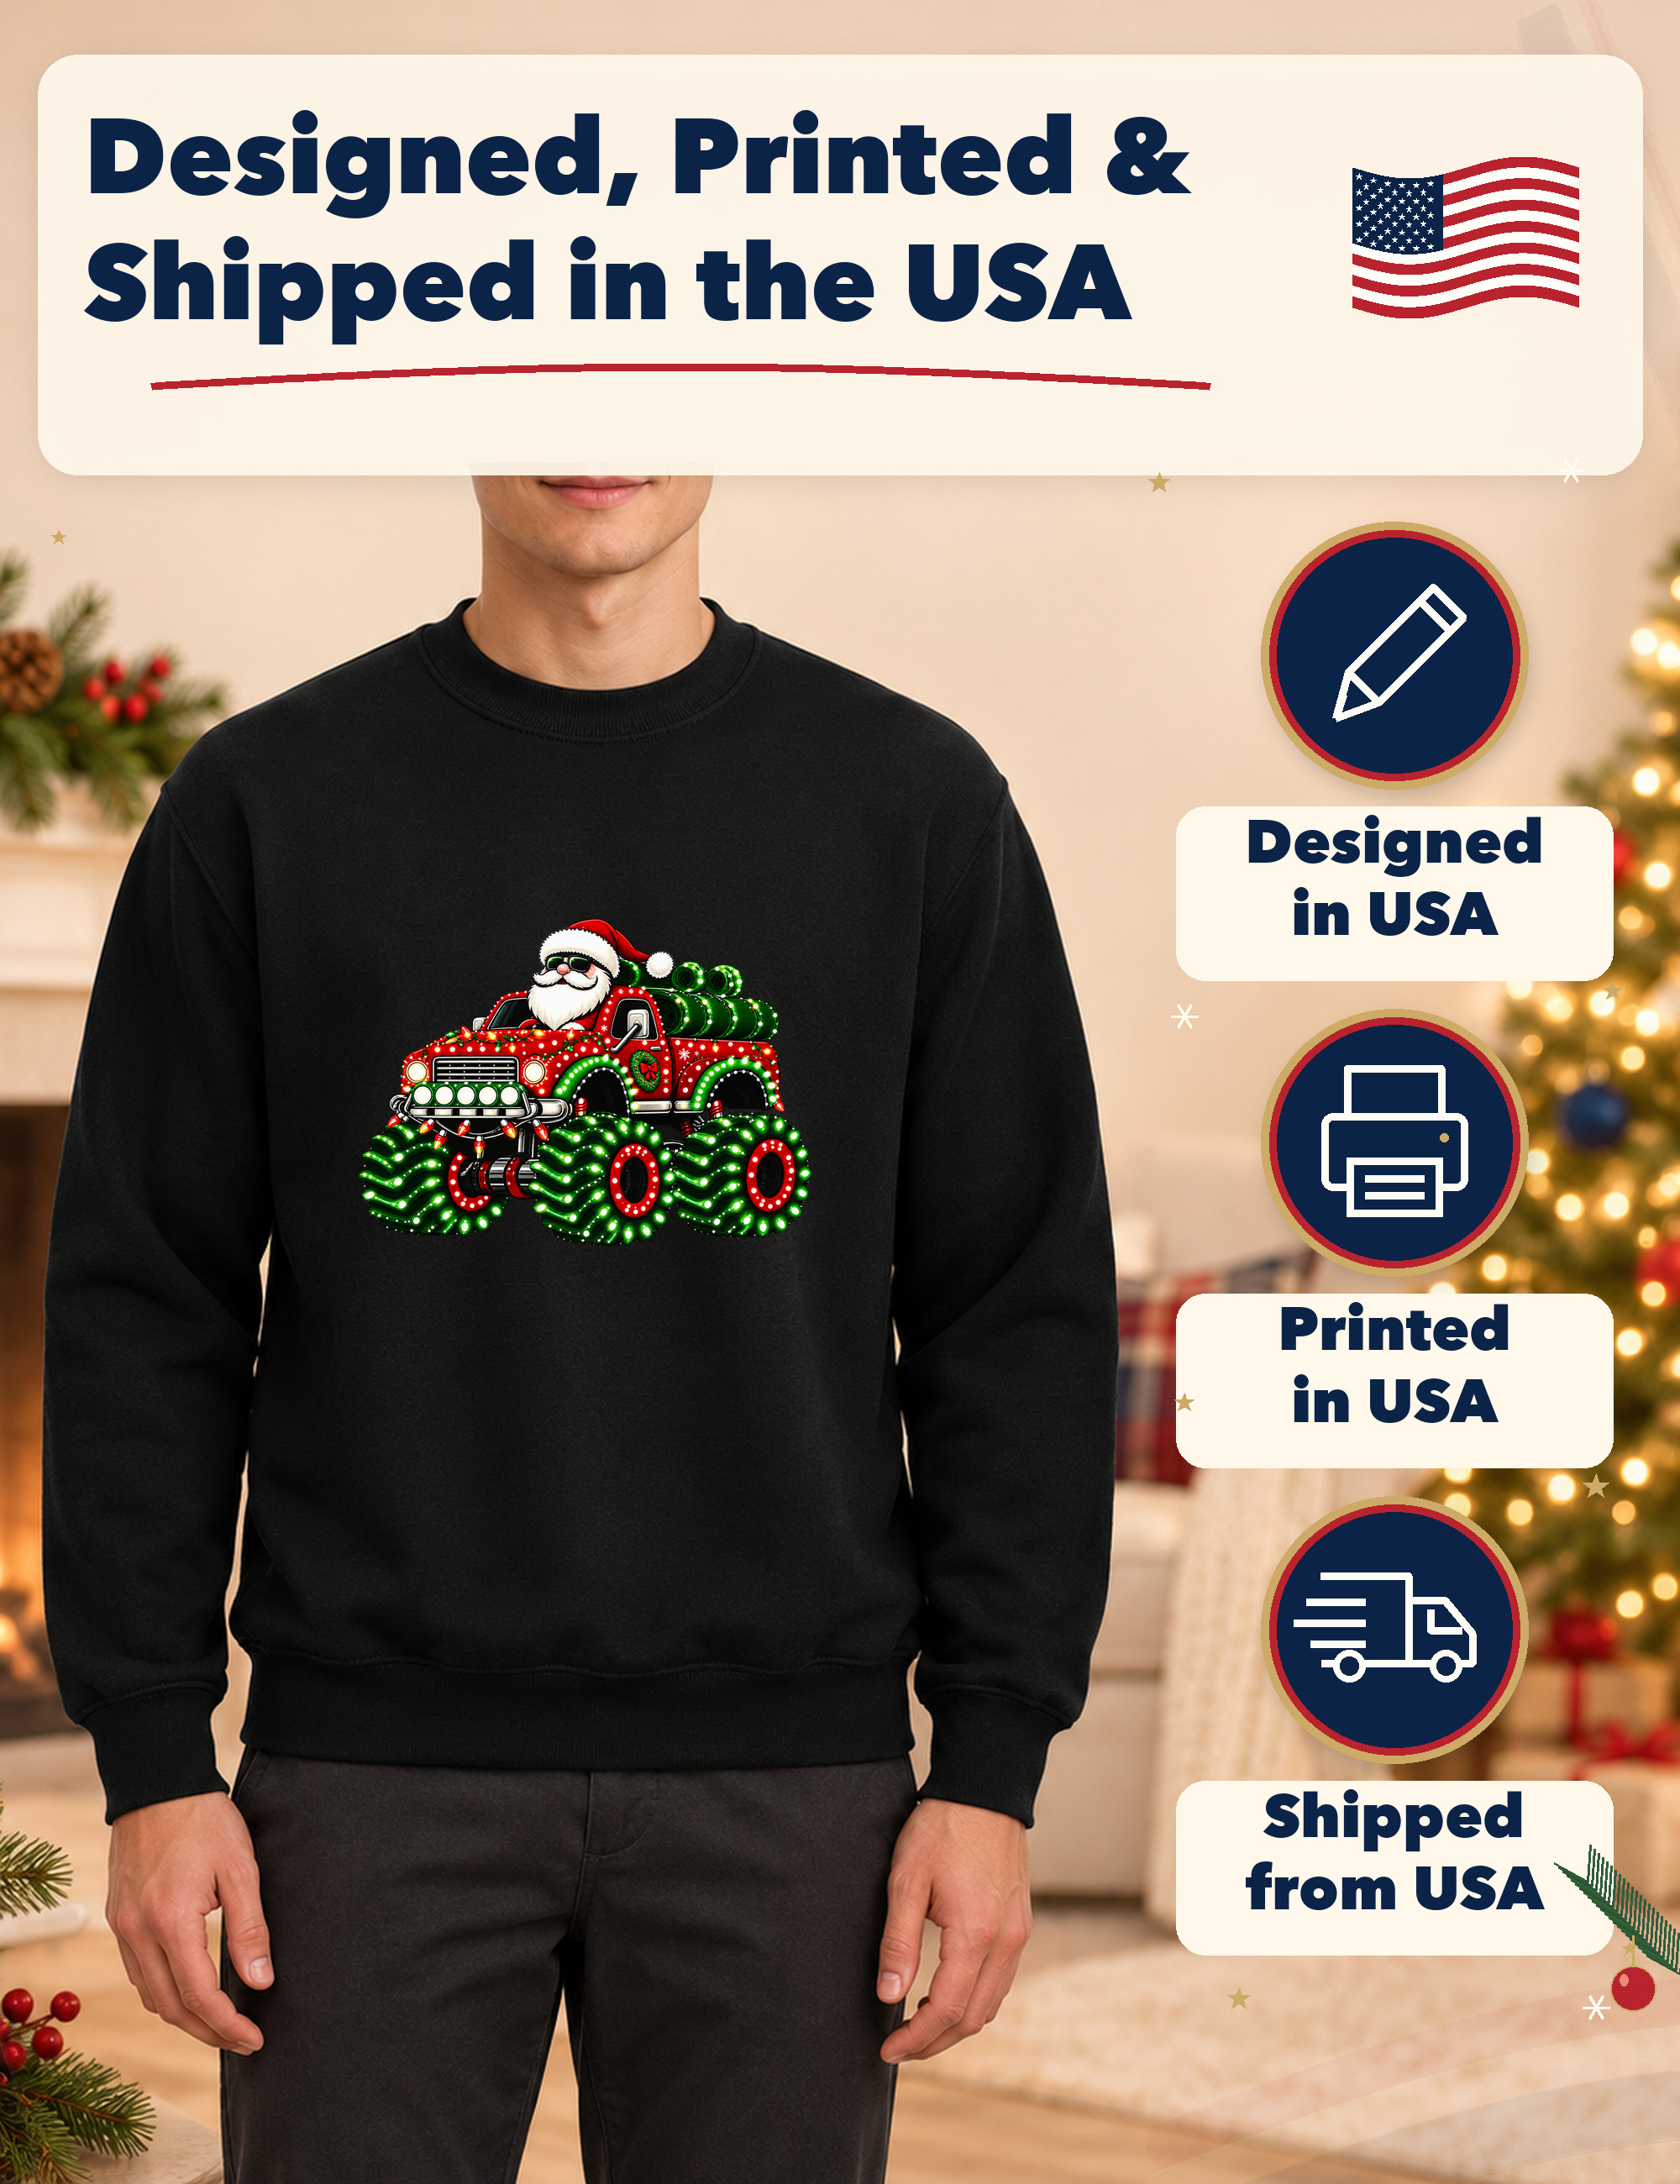 Designed, Printed &
Shipped in the USA
Designed
in USA
Printed
in USA
Shipped
from USA